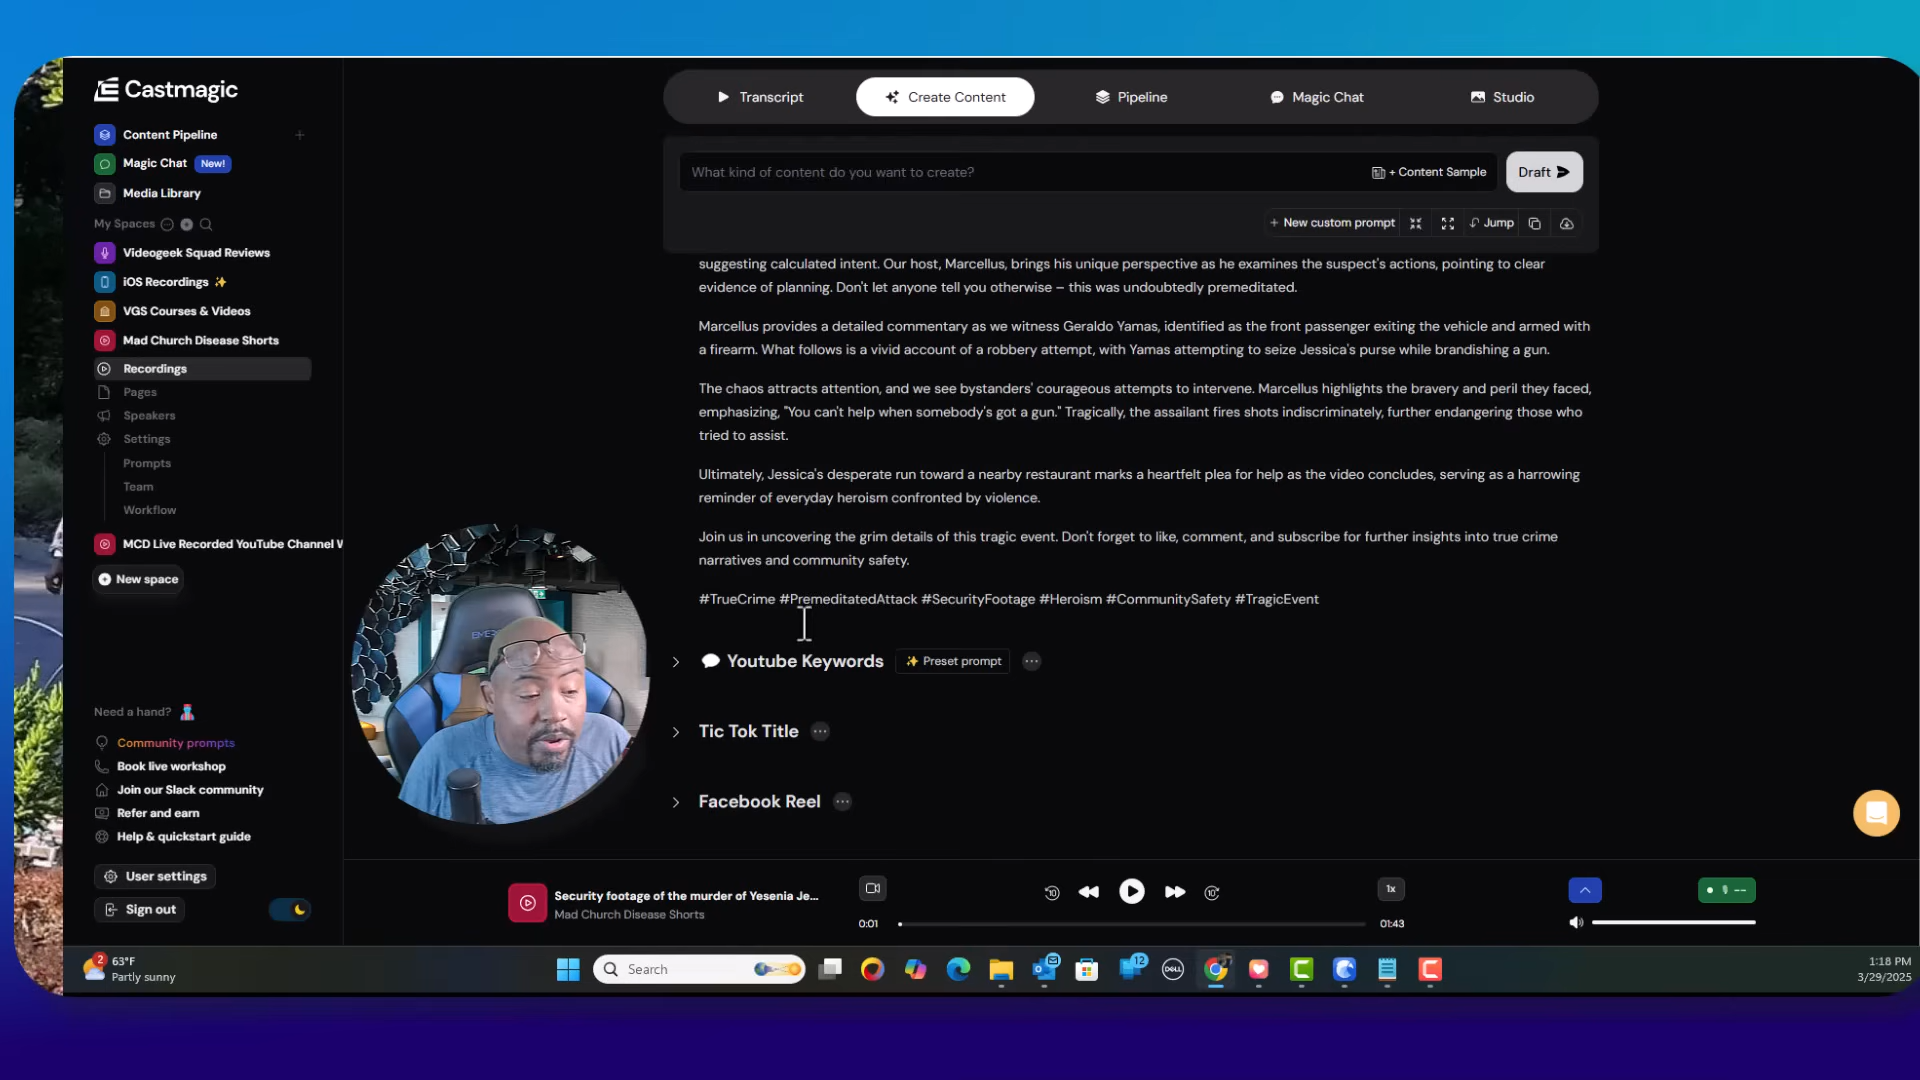 Castmagic
Content Pipeline
Magic Chat New!
Media Library
My Spaces
Videogeek Squad Reviews
iOS Recordings
VGS Courses & Videos
Mad Church Disease Shorts
Recordings
Pages
Speakers
Settings
Prompts
Team
Workflow
MCD Live Recorded YouTube Channel
New space
Need a hand?
Community prompts
Book live workshop
Join our Slack community
Refer and earn
Help & quickstart guide
User settings
Sign out
Transcript
Create Content
Pipeline
Magic Chat
Studio
What kind of content do you want to create?
+ Content Sample
Draft
+ New custom prompt
Jump
suggesting calculated intent. Our host, Marcellus, brings his unique perspective as he examines the suspect's actions, pointing to clear
evidence of planning. Don't let anyone tell you otherwise – this was undoubtedly premeditated.
Marcellus provides a detailed commentary as we witness Geraldo Yamas, identified as the front passenger exiting the vehicle and armed with
a firearm. What follows is a vivid account of a robbery attempt, with Yamas attempting to seize Jessica's purse while brandishing a gun.
The chaos attracts attention, and we see bystanders' courageous attempts to intervene. Marcellus highlights the bravery and peril they faced,
emphasizing, "You can't help when somebody's got a gun." Tragically, the assailant fires shots indiscriminately, further endangering those who
tried to assist.
Ultimately, Jessica's desperate run toward a nearby restaurant marks a heartfelt plea for help as the video concludes, serving as a harrowing
reminder of everyday heroism confronted by violence.
Join us in uncovering the grim details of this tragic event. Don't forget to like, comment, and subscribe for further insights into true crime
narratives and community safety.
#TrueCrime #PremeditatedAttack #SecurityFootage #Heroism #CommunitySafety #TragicEvent
Youtube Keywords
Preset prompt
Tic Tok Title
Facebook Reel
Security footage of the murder of Yesenia Je...
Mad Church Disease Shorts
10
10
1x
0:01
01:43
--
2
63°F
Partly sunny
Search
12
DELL
1:18 PM
3/29/2025